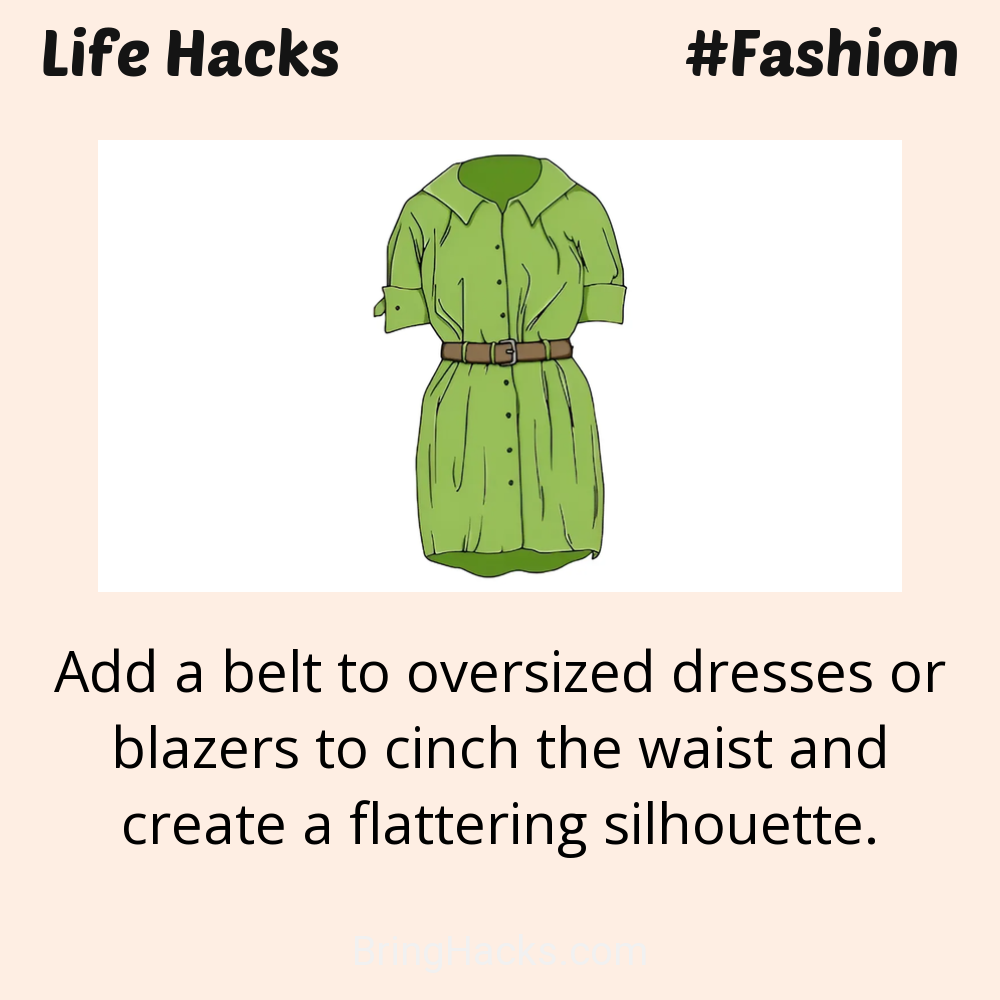 Life Hacks
#Fashion
Add a belt to oversized dresses or
blazers to cinch the waist and
create a flattering silhouette.
BringHacks.com